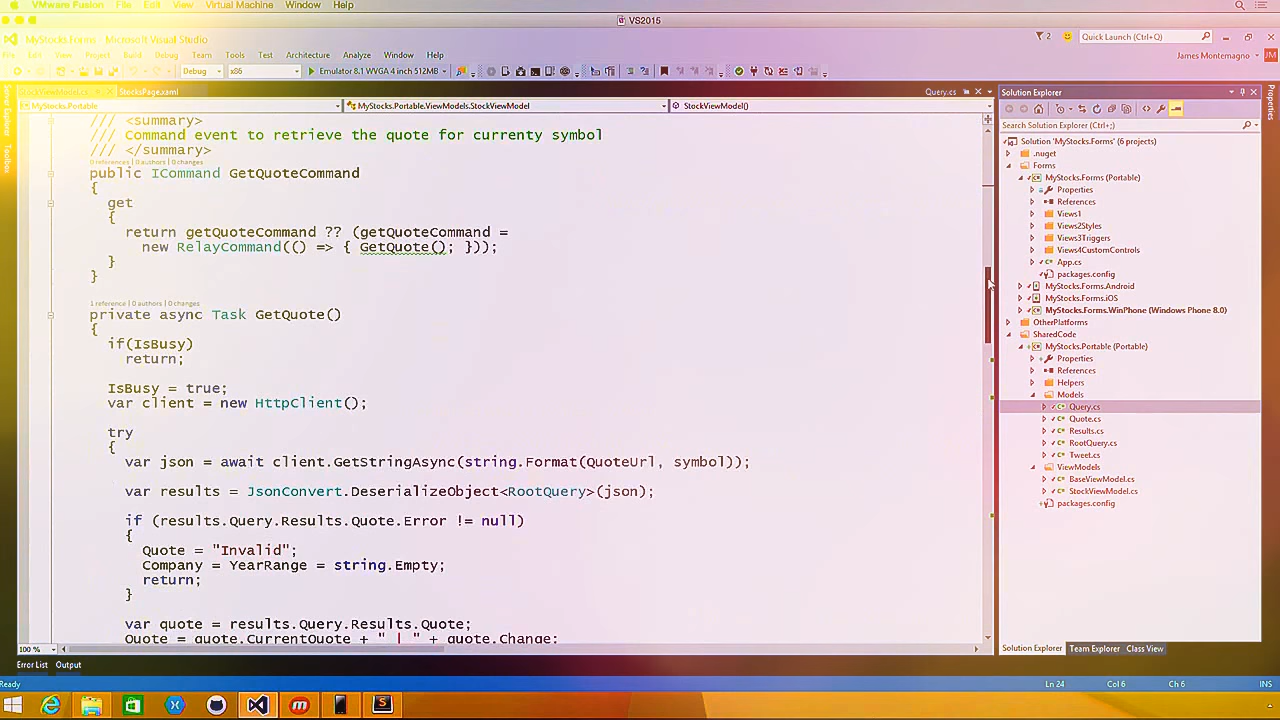 VMware Fusion File Edit View Virtual Machine Window Help
VS2015
MyStocks.Forms - Microsoft Visual Studio
2
Quick Launch (Ctrl+Q)
File Edit View Project Build Debug Team Tools Test Architecture Analyze Window Help
James Montemagno
JM
Debug
x86
Emulator 8.1 WVGA 4 inch 512MB
Server Explorer
Toolbox
StockViewModel.cs
StocksPage.xaml
Query.cs
MyStocks.Portable
MyStocks.Portable.ViewModels.StockViewModel
StockViewModel()
/// <summary>
/// Command event to retrieve the quote for currenty symbol
/// </summary>
0 references | 0 authors | 0 changes
public ICommand GetQuoteCommand
{
get
{
return getQuoteCommand ?? (getQuoteCommand =
new RelayCommand(() => { GetQuote(); }));
}
}
1 reference | 0 authors | 0 changes
private async Task GetQuote()
{
if(IsBusy)
return;
IsBusy = true;
var client = new HttpClient();
try
{
var json = await client.GetStringAsync(string.Format(QuoteUrl, symbol));
var results = JsonConvert.DeserializeObject<RootQuery>(json);
if (results.Query.Results.Quote.Error != null)
{
Quote = "Invalid";
Company = YearRange = string.Empty;
return;
}
var quote = results.Query.Results.Quote;
Quote = quote.CurrentQuote + " | " + quote.Change;
100 %
Error List Output
Ready
Ln 24 Col 6 Ch 6 INS
Solution Explorer
Search Solution Explorer (Ctrl+;)
Solution 'MyStocks.Forms' (6 projects)
.nuget
Forms
MyStocks.Forms (Portable)
Properties
References
Views1
Views2Styles
Views3Triggers
Views4CustomControls
App.cs
packages.config
MyStocks.Forms.Android
MyStocks.Forms.iOS
MyStocks.Forms.WinPhone (Windows Phone 8.0)
OtherPlatforms
SharedCode
MyStocks.Portable (Portable)
Properties
References
Helpers
Models
Query.cs
Quote.cs
Results.cs
RootQuery.cs
Tweet.cs
ViewModels
BaseViewModel.cs
StockViewModel.cs
packages.config
Solution Explorer Team Explorer Class View
Properties